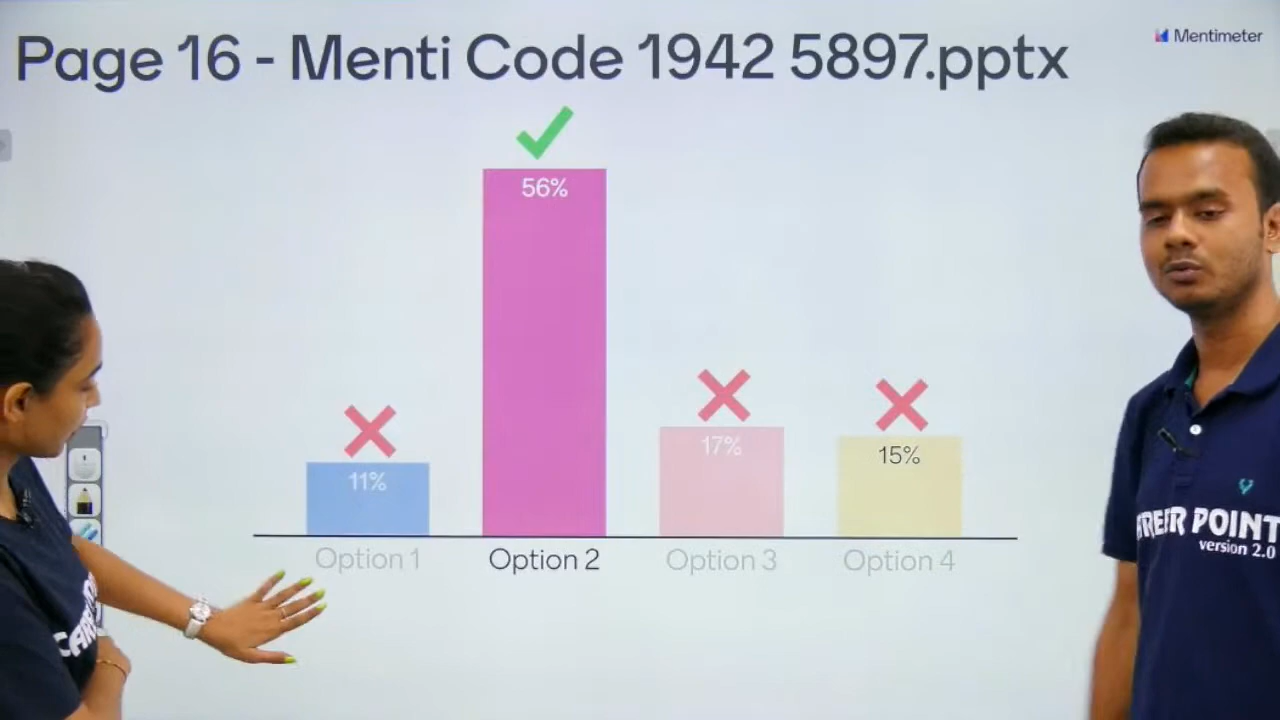 Page 16 - Menti Code 1942 5897.pptx
Mentimeter
56%
17%
15%
11%
Option 1
Option 2
Option 3
Option 4
POINT
version 2.0